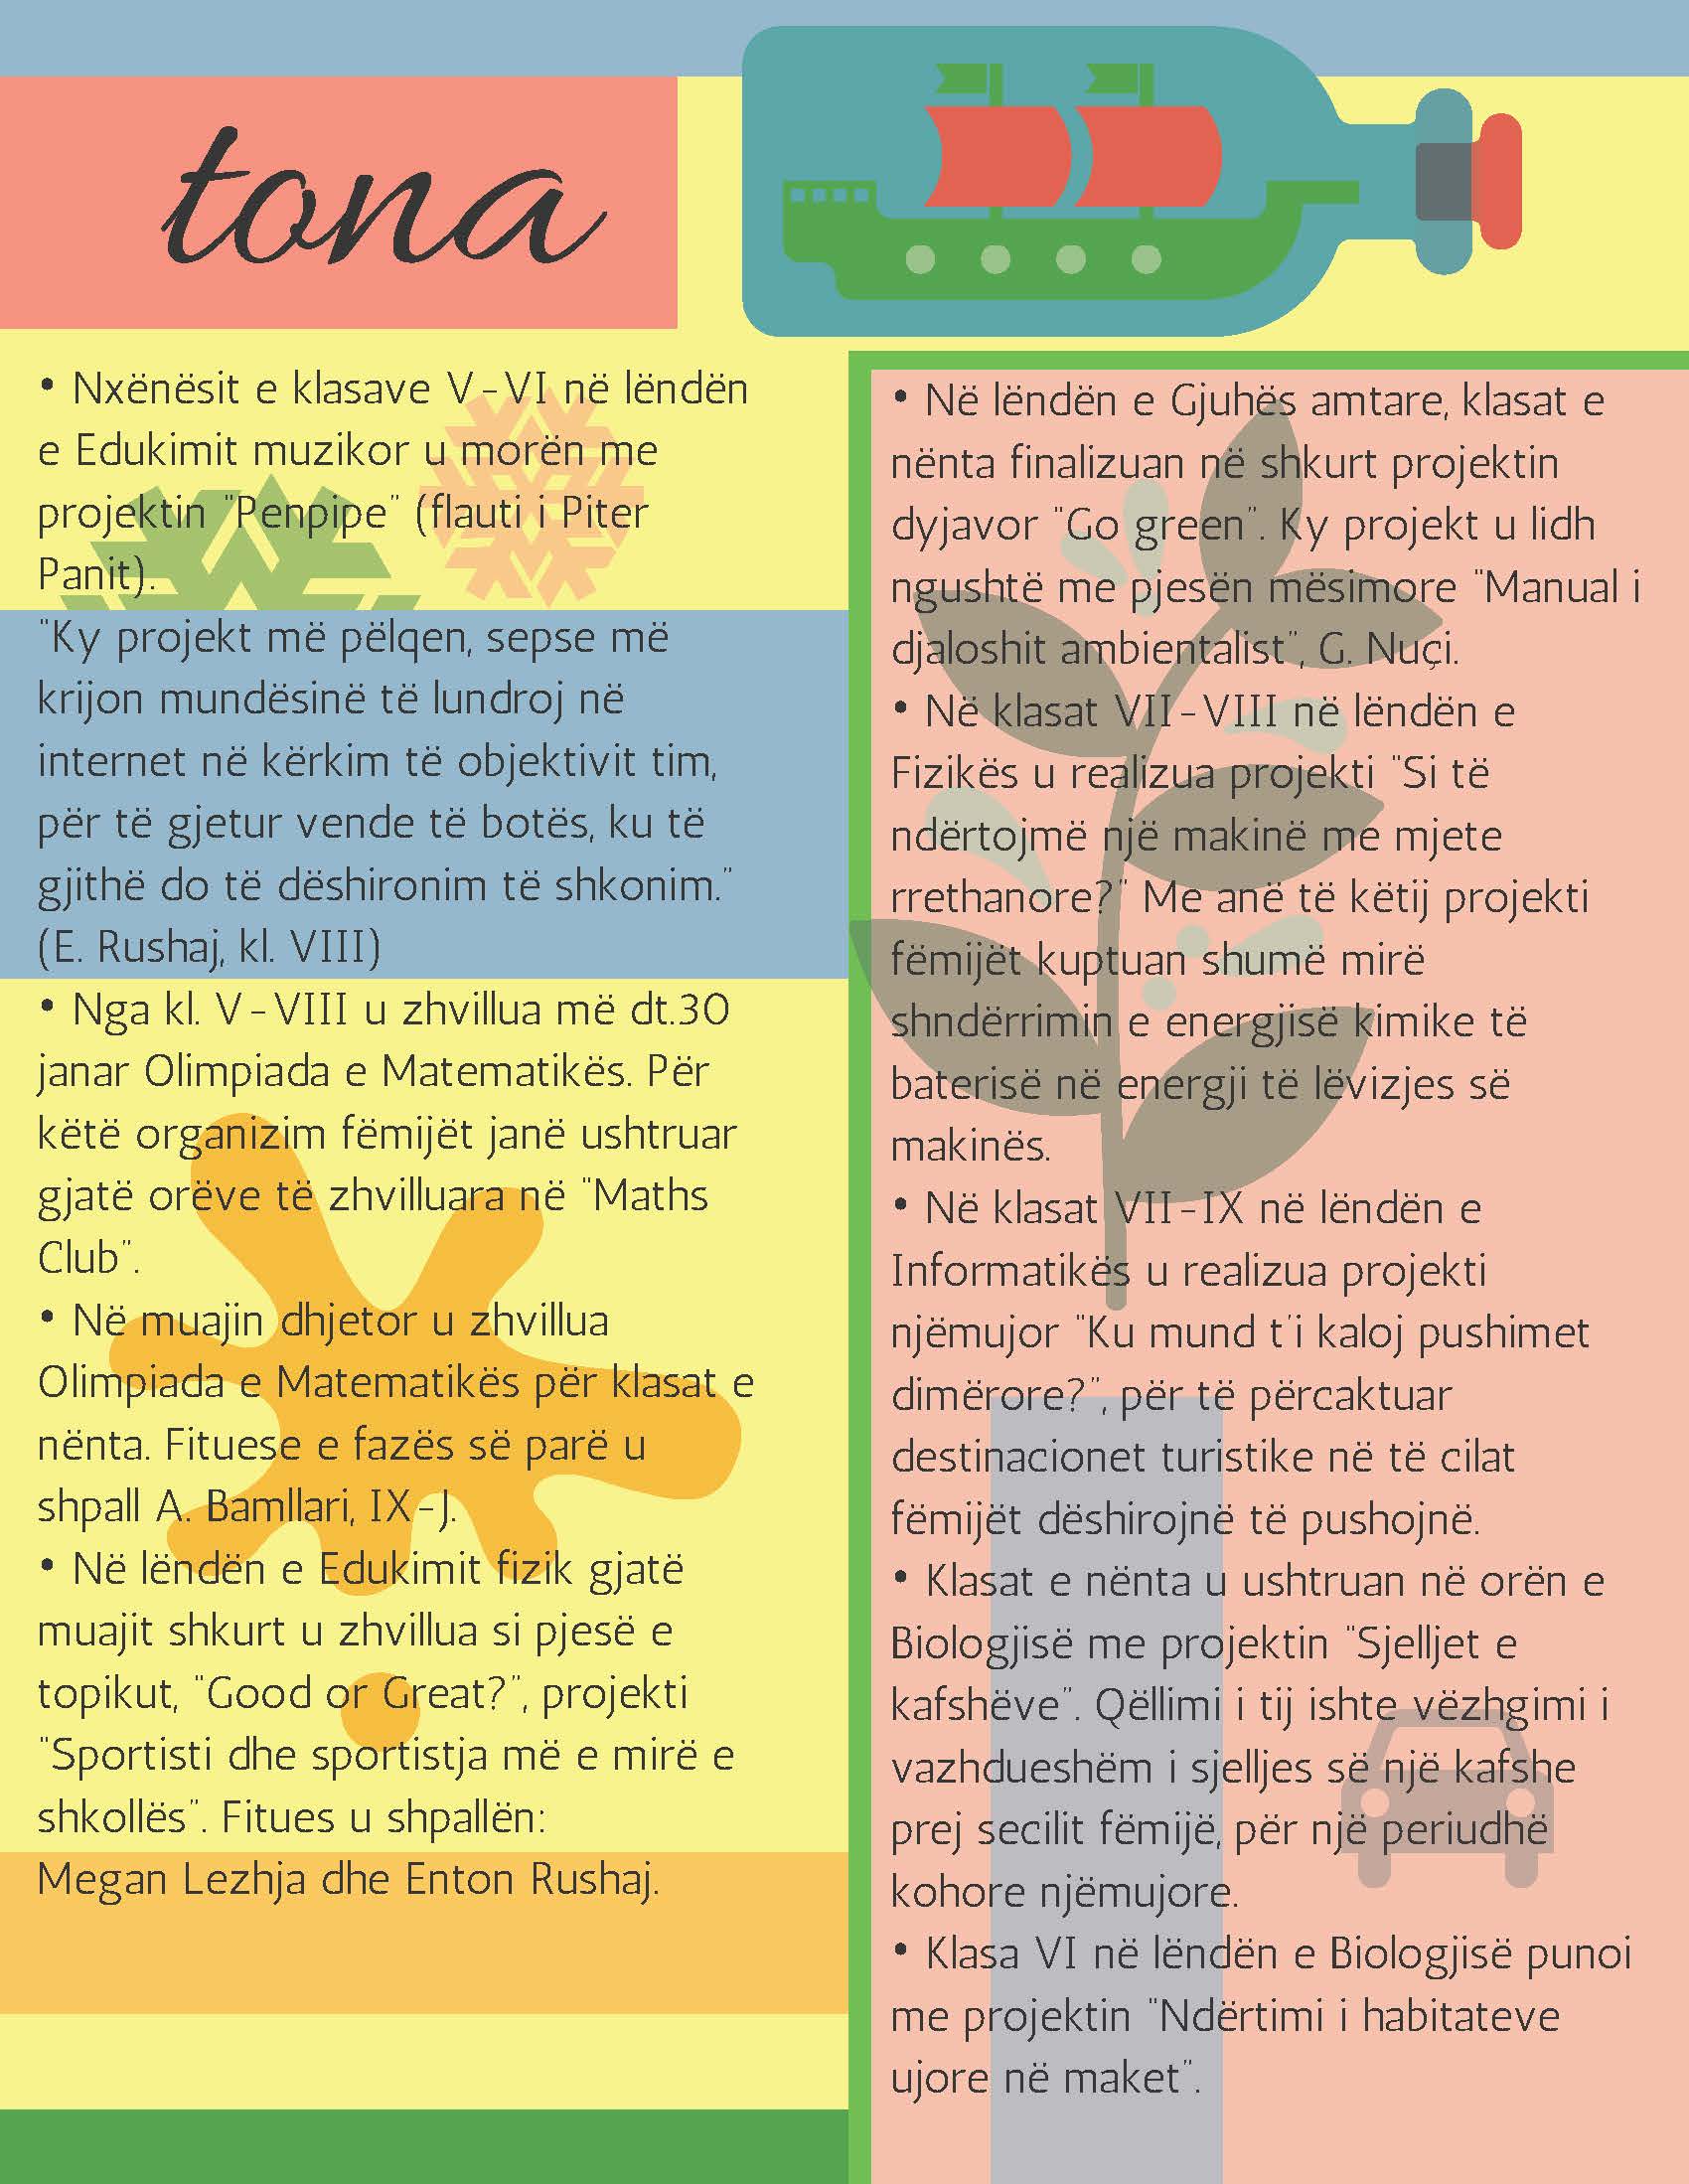 tona
• Nxënësit e klasave V-VI në lëndën
e Edukimit muzikor u morën me
projektin "Penpipe" (flauti i Piter
Panit).
"Ky projekt më pëlqen, sepse më
krijon mundësinë të lundroj në
internet në kërkim të objektivit tim,
për të gjetur vende të botës, ku të
gjithë do të dëshironim të shkonim."
(E. Rushaj, kl. VIII)
• Nga kl. V-VIII u zhvillua më dt.30
janar Olimpiada e Matematikës. Për
këtë organizim fëmijët janë ushtruar
gjatë orëve të zhvilluara në "Maths
Club".
• Në muajin dhjetor u zhvillua
Olimpiada e Matematikës për klasat e
nënta. Fituese e fazës së parë u
shpall A. Bamllari, IX-J.
• Në lëndën e Edukimit fizik gjatë
muajit shkurt u zhvillua si pjesë e
topikut, "Good or Great?", projekti
"Sportisti dhe sportistja më e mirë e
shkollës". Fitues u shpallën:
Megan Lezhja dhe Enton Rushaj.
• Në lëndën e Gjuhës amtare, klasat e
nënta finalizuan në shkurt projektin
dyjavor "Go green". Ky projekt u lidh
ngushtë me pjesën mësimore "Manual i
djaloshit ambientalist", G. Nuçi.
• Në klasat VII-VIII në lëndën e
Fizikës u realizua projekti "Si të
ndërtojmë një makinë me mjete
rrethanore?" Me anë të këtij projekti
fëmijët kuptuan shumë mirë
shndërrimin e energjisë kimike të
baterisë në energji të lëvizjes së
makinës.
• Në klasat VII-IX në lëndën e
Informatikës u realizua projekti
njëmujor "Ku mund t'i kaloj pushimet
dimërore?", për të përcaktuar
destinacionet turistike në të cilat
fëmijët dëshirojnë të pushojnë.
• Klasat e nënta u ushtruan në orën e
Biologjisë me projektin "Sjelljet e
kafshëve". Qëllimi i tij ishte vëzhgimi i
vazhdueshëm i sjelljes së një kafshe
prej secilit fëmijë, për një periudhë
kohore njëmujore.
• Klasa VI në lëndën e Biologjisë punoi
me projektin "Ndërtimi i habitateve
ujore në maket".